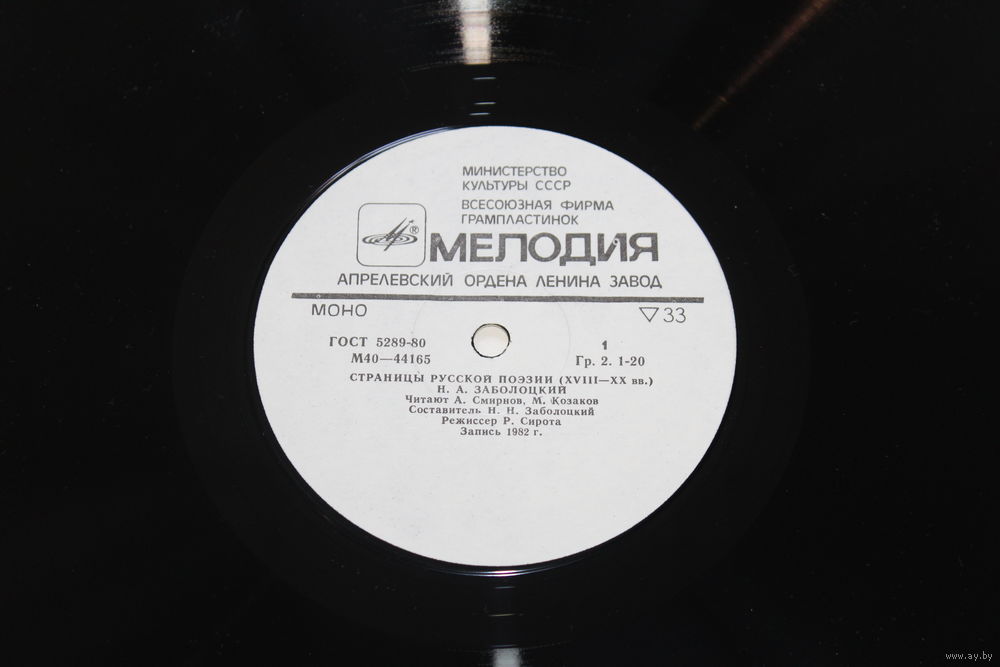 МИНИСТЕРСТВО
КУЛЬТУРЫ СССР
ВСЕСОЮЗНАЯ ФИРМА
ГРАМПЛАСТИНОК
®
МЕЛОДИЯ
АПРЕЛЕВСКИЙ ОРДЕНА ЛЕНИНА ЗАВОД
МОНО ▽33
ГОСТ 5289-80 1
М40—44165 Гр. 2. 1-20
СТРАНИЦЫ РУССКОЙ ПОЭЗИИ (XVIII—XX вв.)
Н. А. ЗАБОЛОЦКИЙ
Читают А. Смирнов, М. Козаков
Составитель Н. Н. Заболоцкий
Режиссер Р. Сирота
Запись 1982 г.
www.ay.by